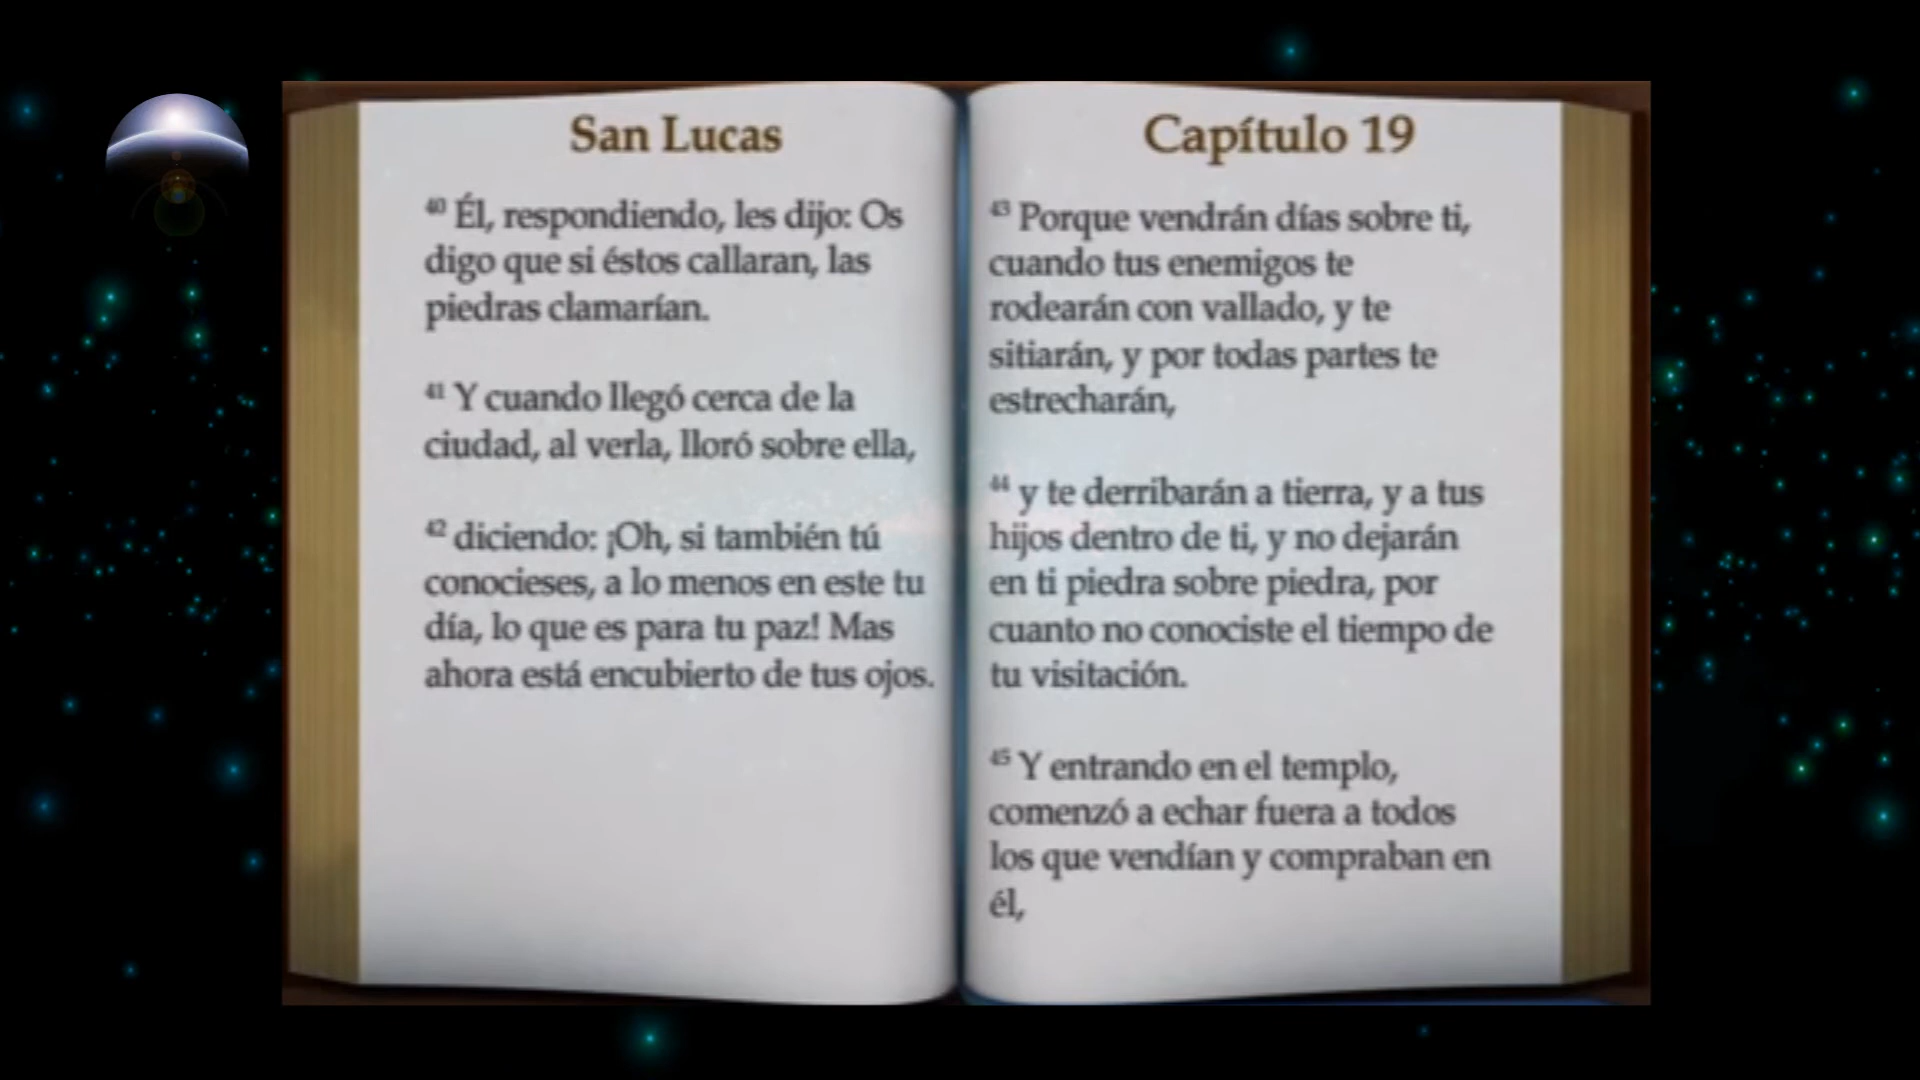 San Lucas
40 Él, respondiendo, les dijo: Os
digo que si éstos callaran, las
piedras clamarían.
41 Y cuando llegó cerca de la
ciudad, al verla, lloró sobre ella,
42 diciendo: ¡Oh, si también tú
conocieses, a lo menos en este tu
día, lo que es para tu paz! Mas
ahora está encubierto de tus ojos.
Capítulo 19
43 Porque vendrán días sobre ti,
cuando tus enemigos te
rodearán con vallado, y te
sitiarán, y por todas partes te
estrecharán,
44 y te derribarán a tierra, y a tus
hijos dentro de ti, y no dejarán
en ti piedra sobre piedra, por
cuanto no conociste el tiempo de
tu visitación.
45 Y entrando en el templo,
comenzó a echar fuera a todos
los que vendían y compraban en
él,